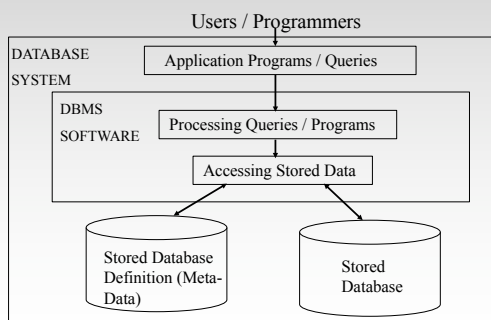 Users / Programmers
DATABASE
SYSTEM
Application Programs / Queries
DBMS
SOFTWARE
Processing Queries / Programs
Accessing Stored Data
Stored Database
Definition (Meta-
Data)
Stored
Database